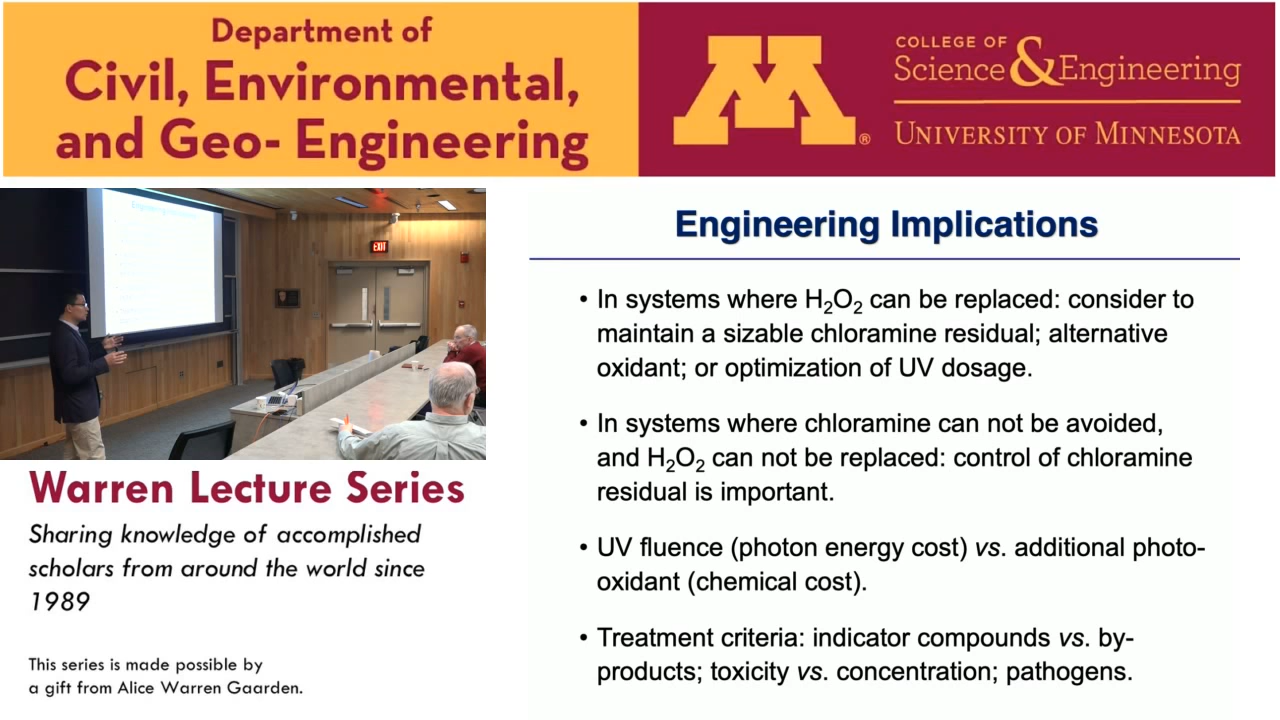 Department of
Civil, Environmental,
and Geo- Engineering
M
®
COLLEGE OF
Science & Engineering
UNIVERSITY OF MINNESOTA
EXIT
Warren Lecture Series
Sharing knowledge of accomplished
scholars from around the world since
1989
This series is made possible by
a gift from Alice Warren Gaarden.
Engineering Implications
• In systems where H₂O₂ can be replaced: consider to
maintain a sizable chloramine residual; alternative
oxidant; or optimization of UV dosage.
• In systems where chloramine can not be avoided,
and H₂O₂ can not be replaced: control of chloramine
residual is important.
• UV fluence (photon energy cost) vs. additional photo-
oxidant (chemical cost).
• Treatment criteria: indicator compounds vs. by-
products; toxicity vs. concentration; pathogens.